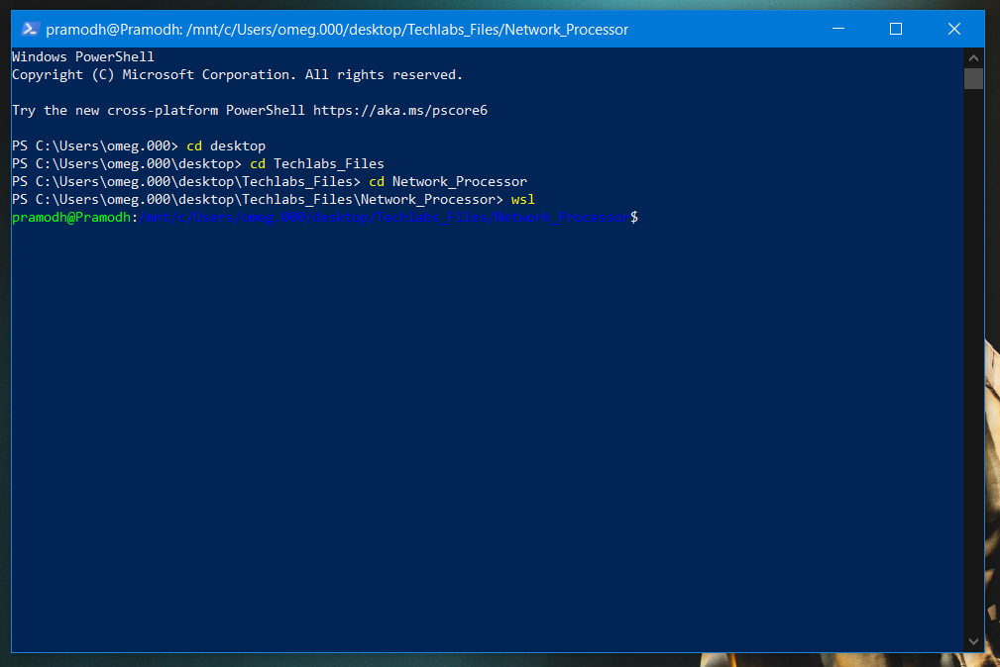 pramodh@Pramodh: /mnt/c/Users/omeg.000/desktop/Techlabs_Files/Network_Processor
Windows PowerShell
Copyright (C) Microsoft Corporation. All rights reserved.
Try the new cross-platform PowerShell https://aka.ms/pscore6
PS C:\Users\omeg.000> cd desktop
PS C:\Users\omeg.000\desktop> cd Techlabs_Files
PS C:\Users\omeg.000\desktop\Techlabs_Files> cd Network_Processor
PS C:\Users\omeg.000\desktop\Techlabs_Files\Network_Processor> wsl
pramodh@Pramodh:/mnt/c/Users/omeg.000/desktop/Techlabs_Files/Network_Processor$